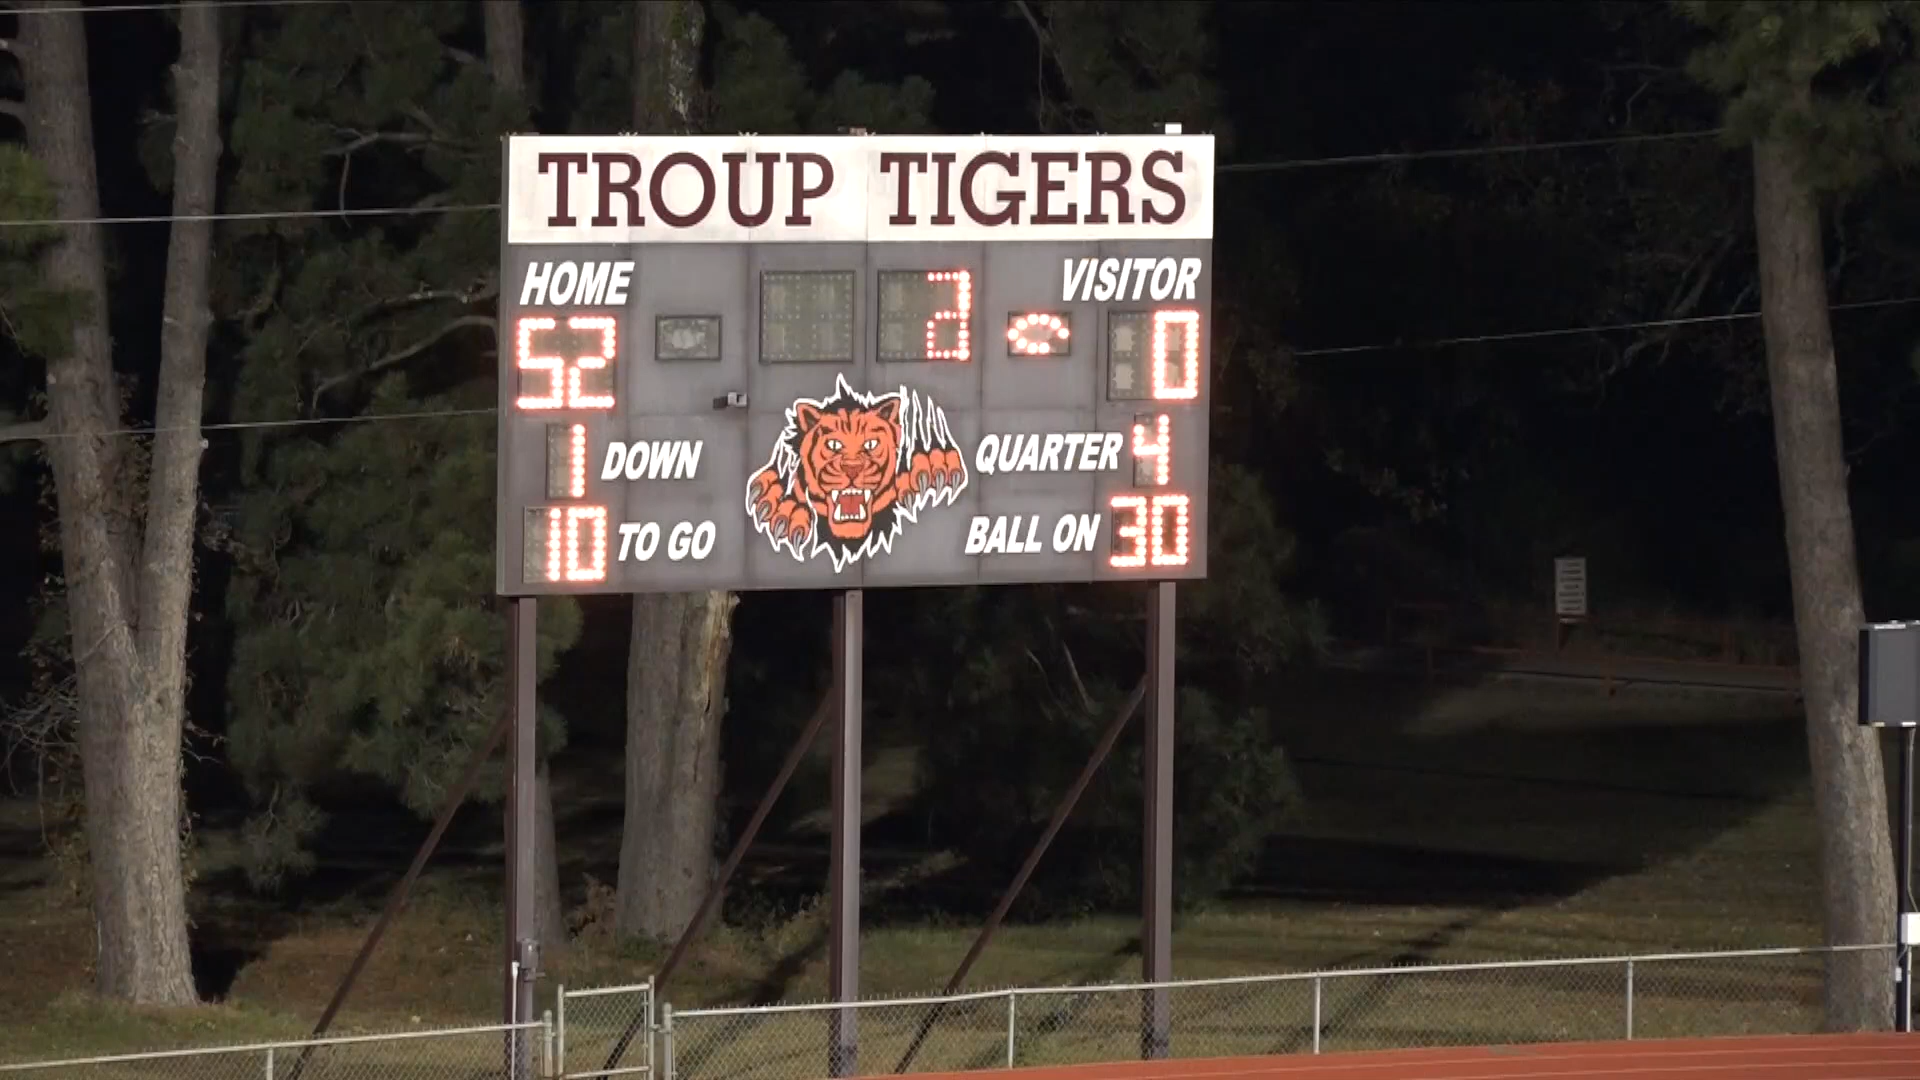 TROUP TIGERS
HOME 2 VISITOR
52 0
1 DOWN QUARTER 4
10 TO GO BALL ON 30